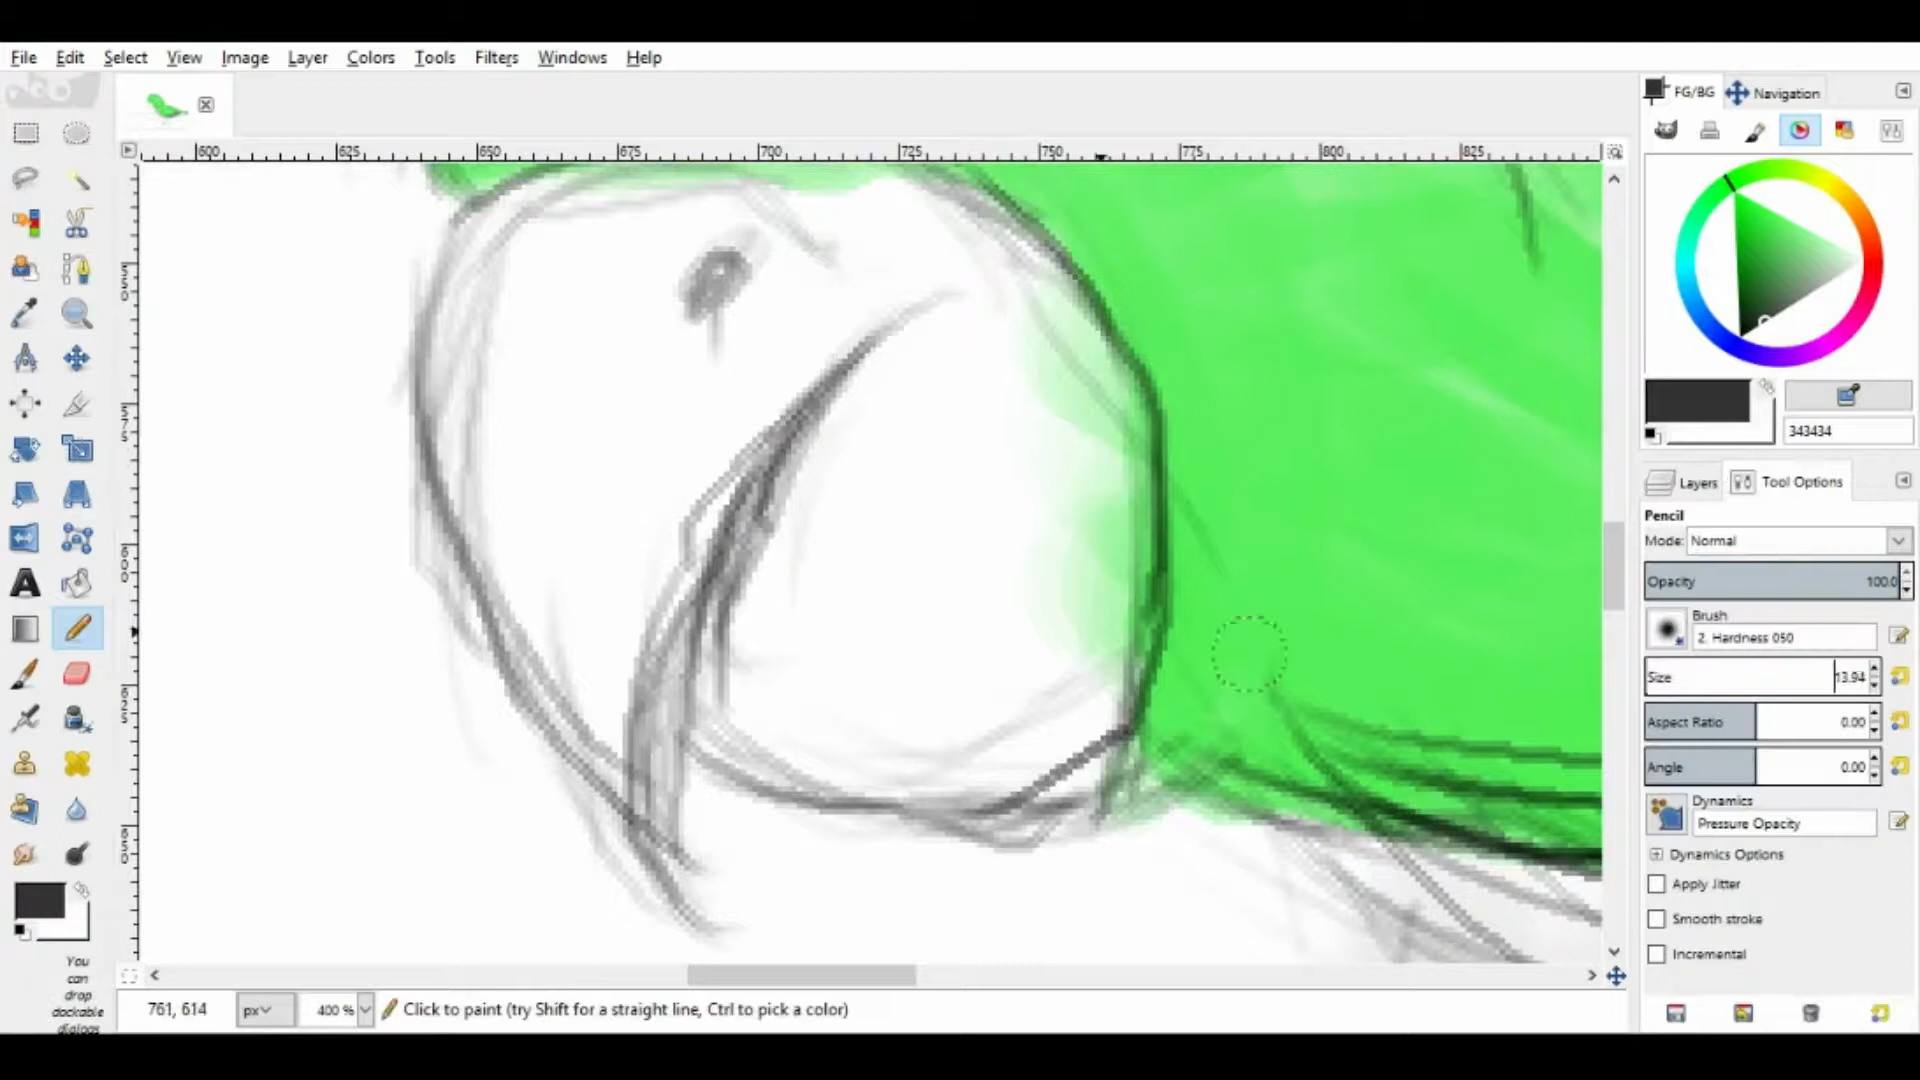 File Edit Select View Image Layer Colors Tools Filters Windows Help
FG/BG Navigation
600 625 650 675 700 725 750 775 800 825
550
575
600
625
650
343434
Layers Tool Options
Pencil
Mode: Normal
Opacity 100.0
Brush
2. Hardness 050
Size 13.94
Aspect Ratio 0.00
Angle 0.00
Dynamics
Pressure Opacity
Dynamics Options
Apply Jitter
Smooth stroke
Incremental
You
can
drop
dockable
dialogs
761, 614 px 400 % Click to paint (try Shift for a straight line, Ctrl to pick a color)